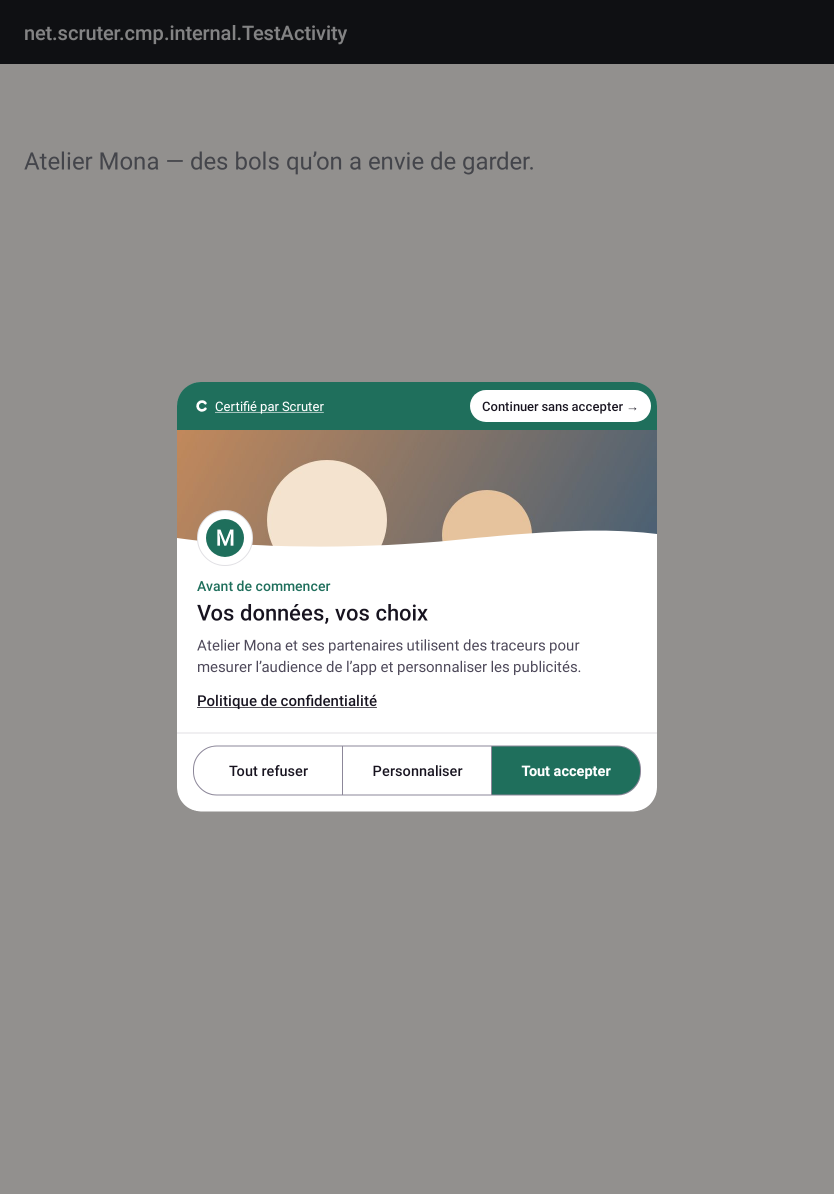 net.scruter.cmp.internal.TestActivity
Atelier Mona — des bols qu’on a envie de garder.
Certifié par Scruter
Continuer sans accepter →
M
Avant de commencer
Vos données, vos choix
Atelier Mona et ses partenaires utilisent des traceurs pour
mesurer l’audience de l’app et personnaliser les publicités.
Politique de confidentialité
Tout refuser
Personnaliser
Tout accepter